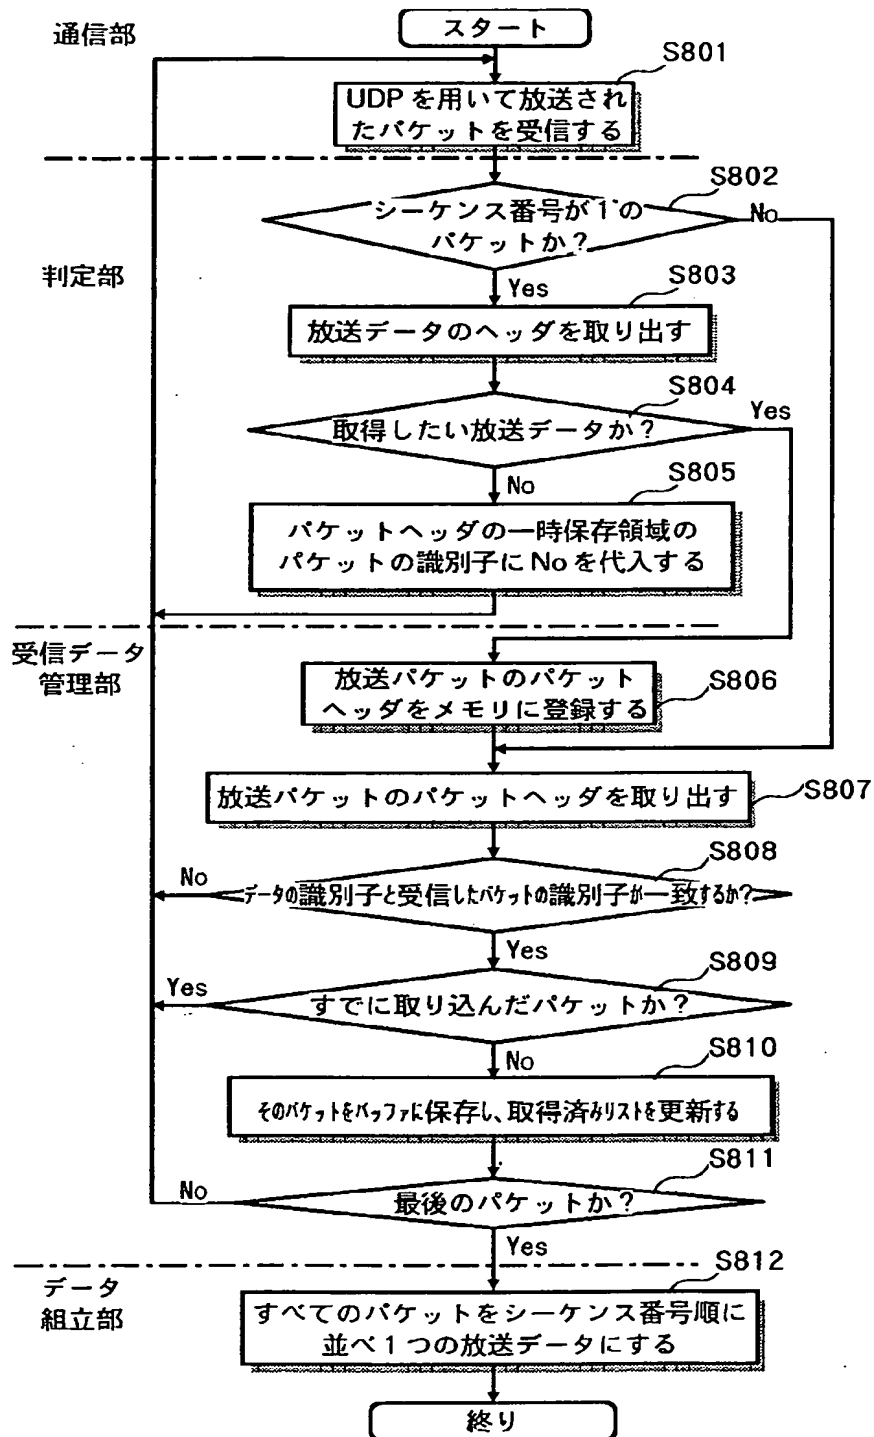 通信部
スタート
S801
UDPを用いて放送され
たパケットを受信する
S802
シーケンス番号が1の
パケットか?
No
判定部
Yes
S803
放送データのヘッダを取り出す
S804
取得したい放送データか?
Yes
No
S805
パケットヘッダの一時保存領域の
パケットの識別子にNoを代入する
受信データ
管理部
放送パケットのパケット
ヘッダをメモリに登録する
S806
放送パケットのパケットヘッダを取り出す
S807
S808
No
データの識別子と受信したパケットの識別子が一致するか?
Yes
S809
Yes
すでに取り込んだパケットか?
No
S810
そのパケットをバッファに保存し、取得済みリストを更新する
S811
No
最後のパケットか?
Yes
データ
組立部
S812
すべてのパケットをシーケンス番号順に
並べ1つの放送データにする
終り